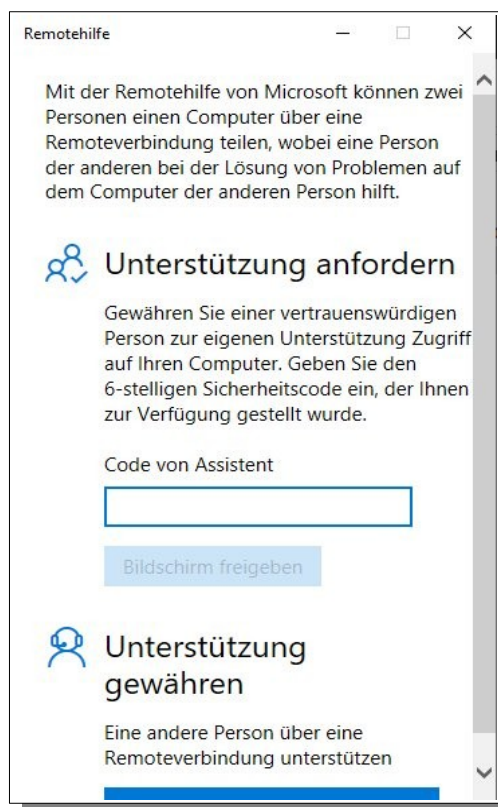 Remotehilfe
Mit der Remotehilfe von Microsoft können zwei
Personen einen Computer über eine
Remoteverbindung teilen, wobei eine Person
der anderen bei der Lösung von Problemen auf
dem Computer der anderen Person hilft.
Unterstützung anfordern
Gewähren Sie einer vertrauenswürdigen
Person zur eigenen Unterstützung Zugriff
auf Ihren Computer. Geben Sie den
6-stelligen Sicherheitscode ein, der Ihnen
zur Verfügung gestellt wurde.
Code von Assistent
Bildschirm freigeben
Unterstützung
gewähren
Eine andere Person über eine
Remoteverbindung unterstützen